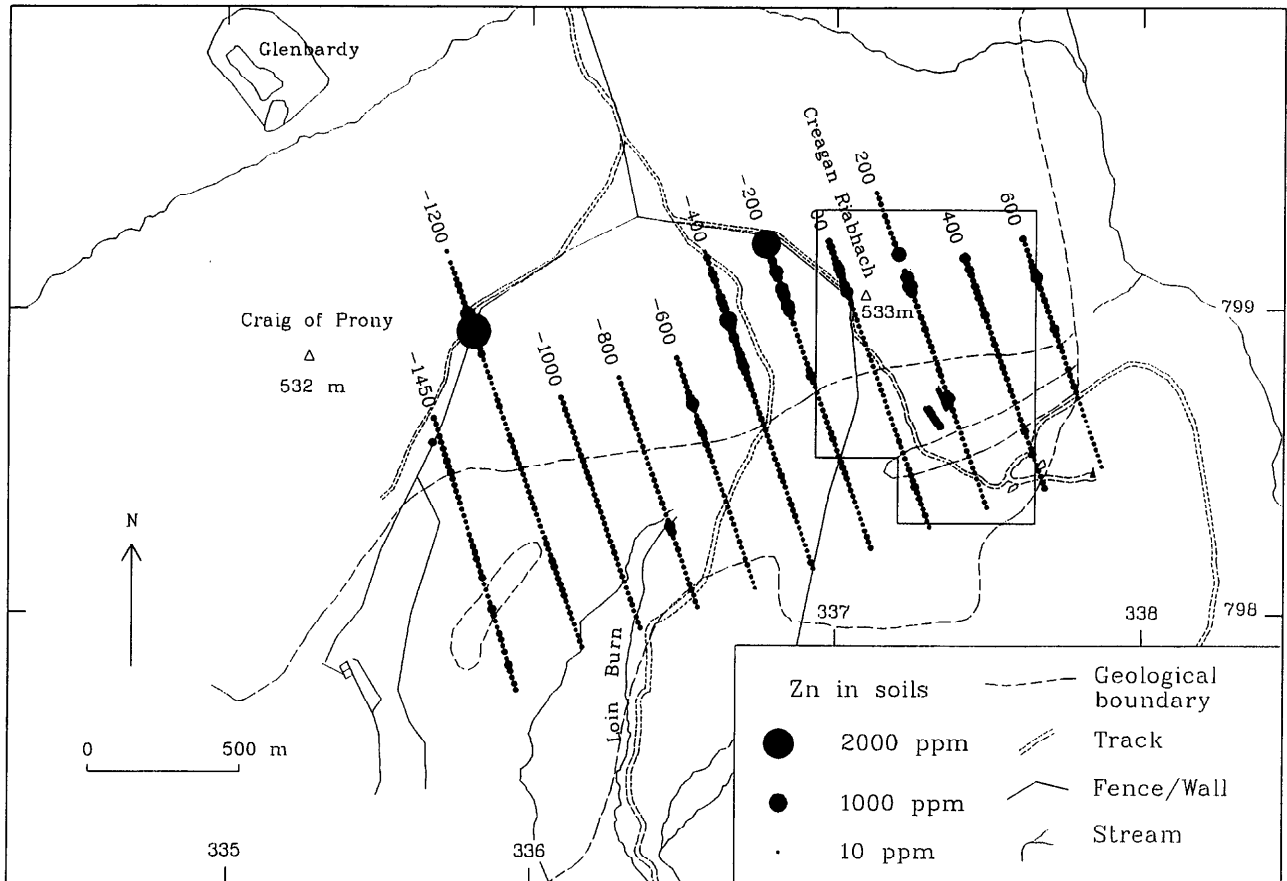 Glenbardy
Creagan Riabhach
-1200
-200
200
-400
00
400
600
Craig of Prony
532 m
533m
799
-600
-800
-1000
-1450
N
Loin Burn
337
338
798
0
500 m
335
336
Zn in soils
2000 ppm
1000 ppm
10 ppm
Geological
boundary
Track
Fence/Wall
Stream